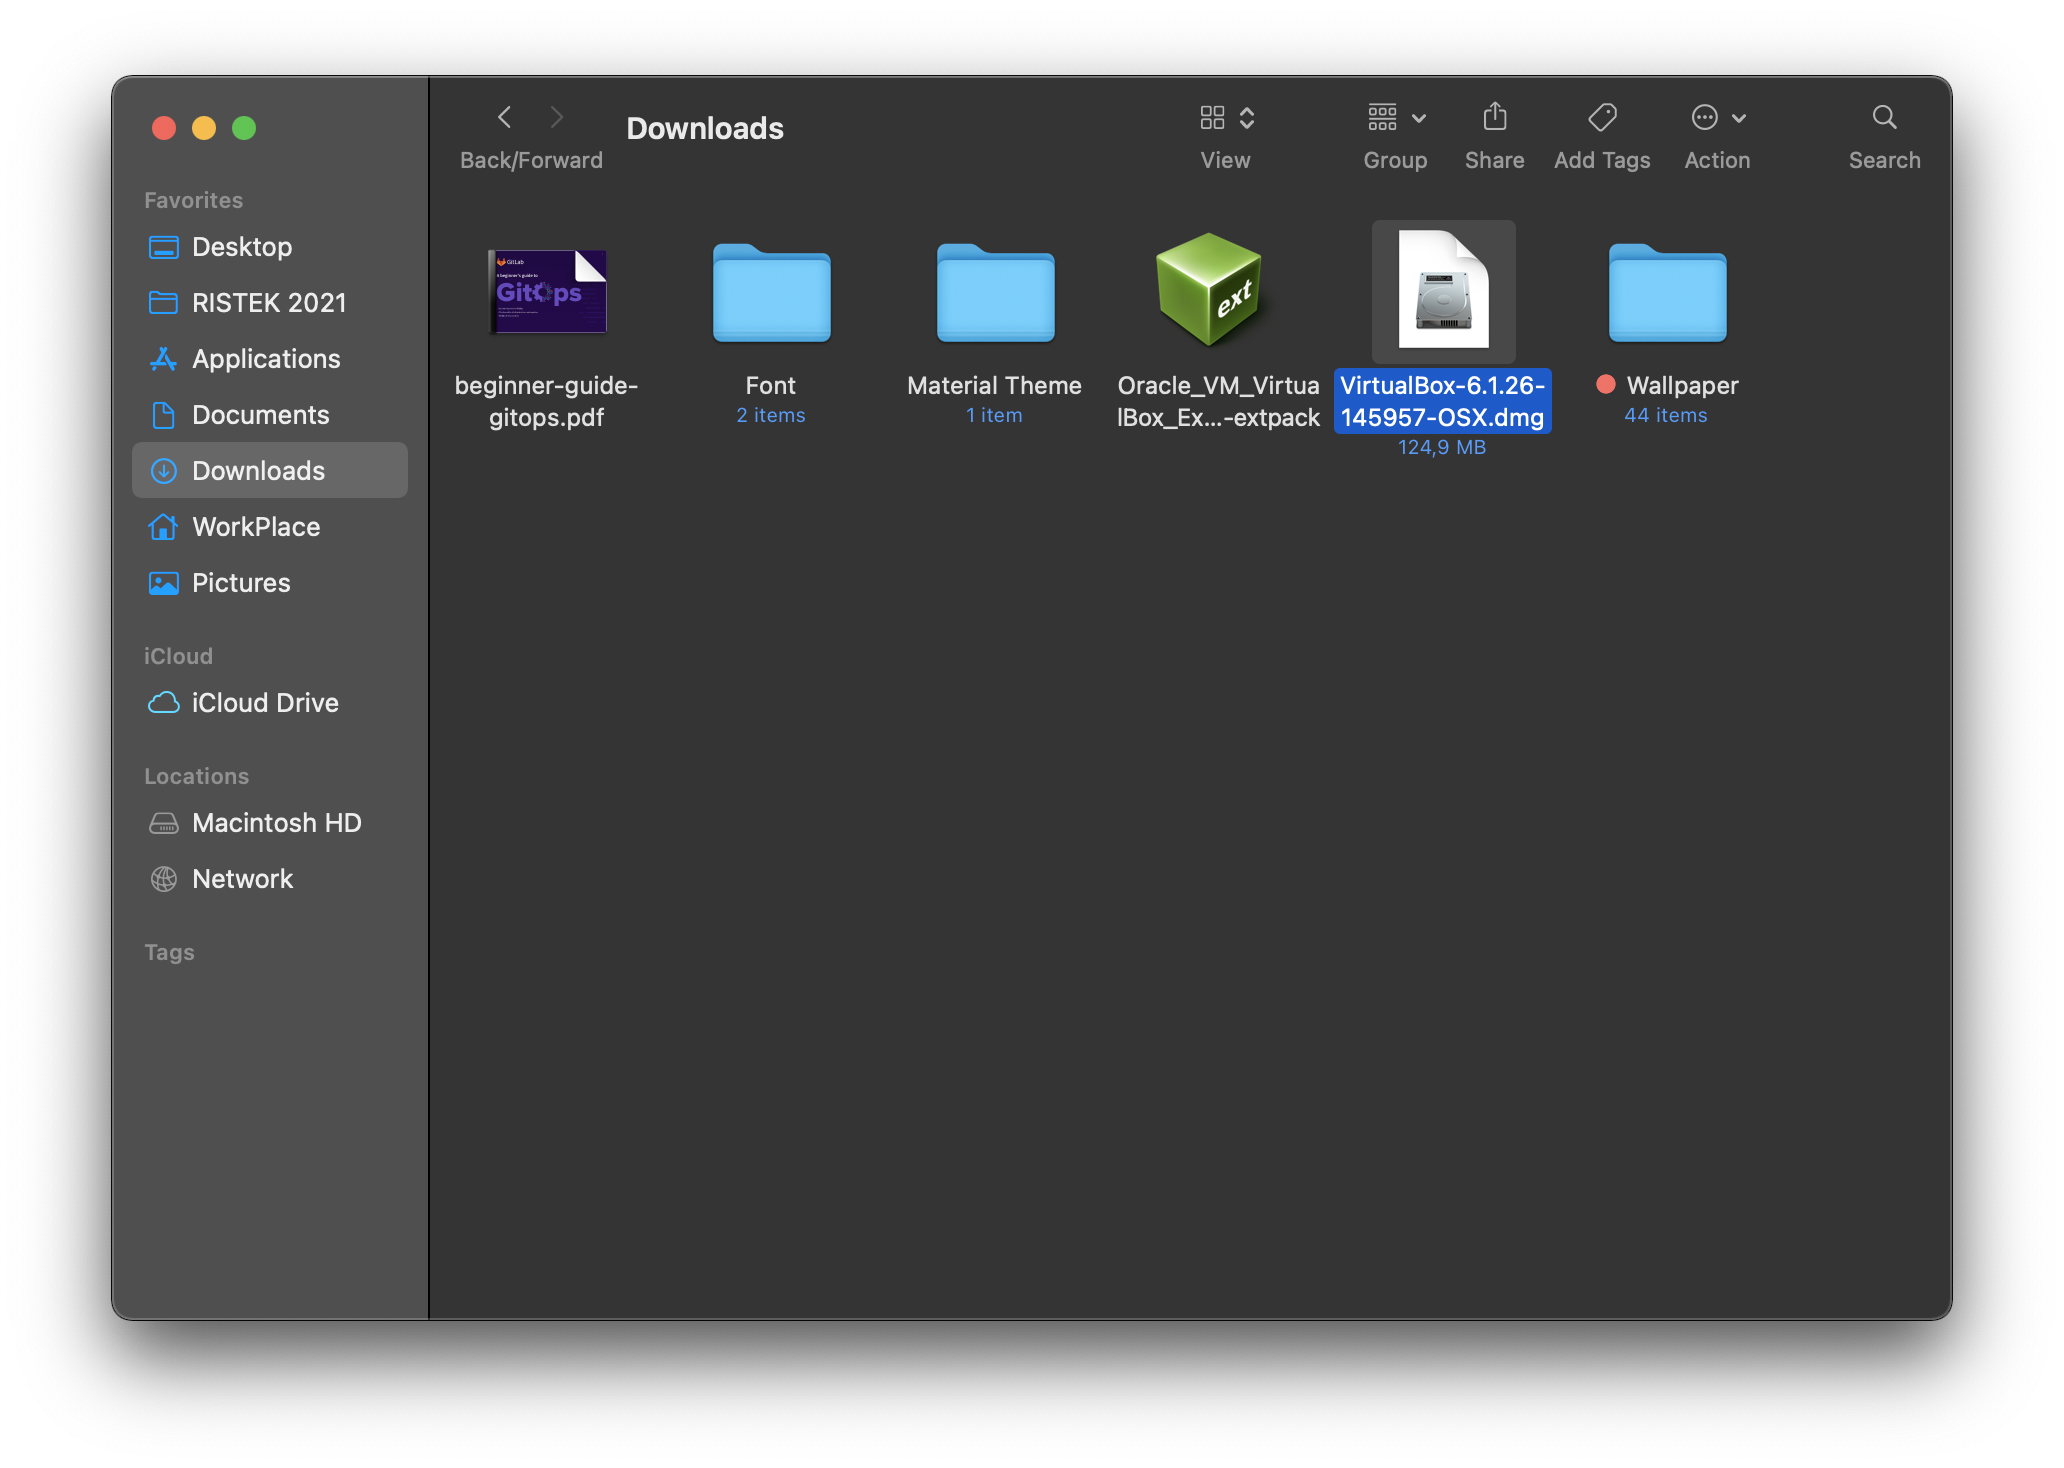 Back/Forward
Downloads
View
Group
Share
Add Tags
Action
Search
Favorites
Desktop
RISTEK 2021
Applications
Documents
Downloads
WorkPlace
Pictures
iCloud
iCloud Drive
Locations
Macintosh HD
Network
Tags
GitLab
A beginner's guide to
GitOps
beginner-guide-
gitops.pdf
Font
2 items
Material Theme
1 item
ext
Oracle_VM_Virtua
lBox_Ex...-extpack
VirtualBox-6.1.26-
145957-OSX.dmg
124,9 MB
Wallpaper
44 items